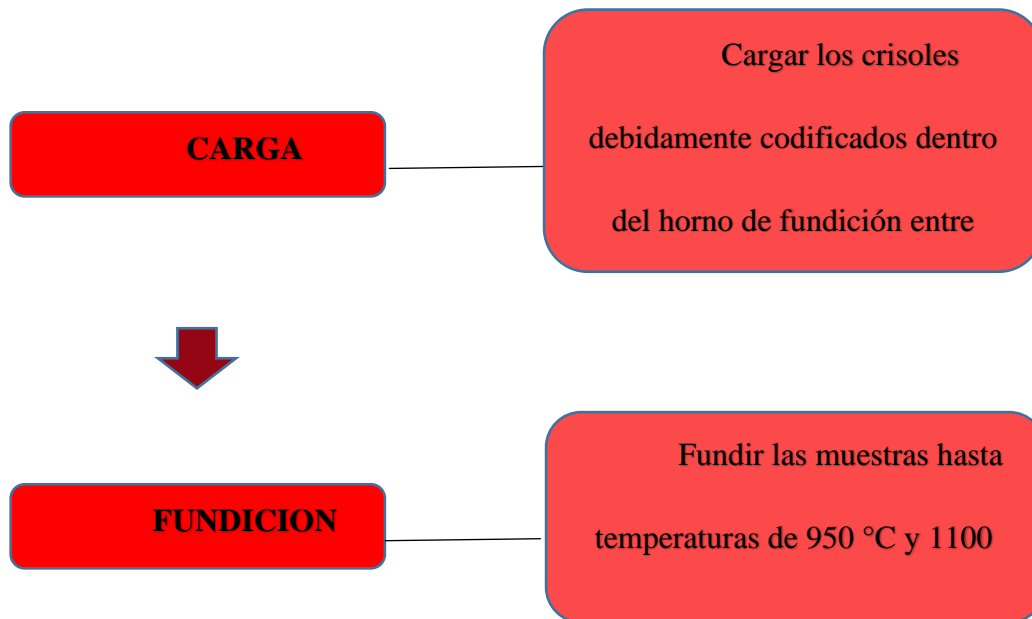 CARGA
Cargar los crisoles
debidamente codificados dentro
del horno de fundición entre
FUNDICION
Fundir las muestras hasta
temperaturas de 950 °C y 1100